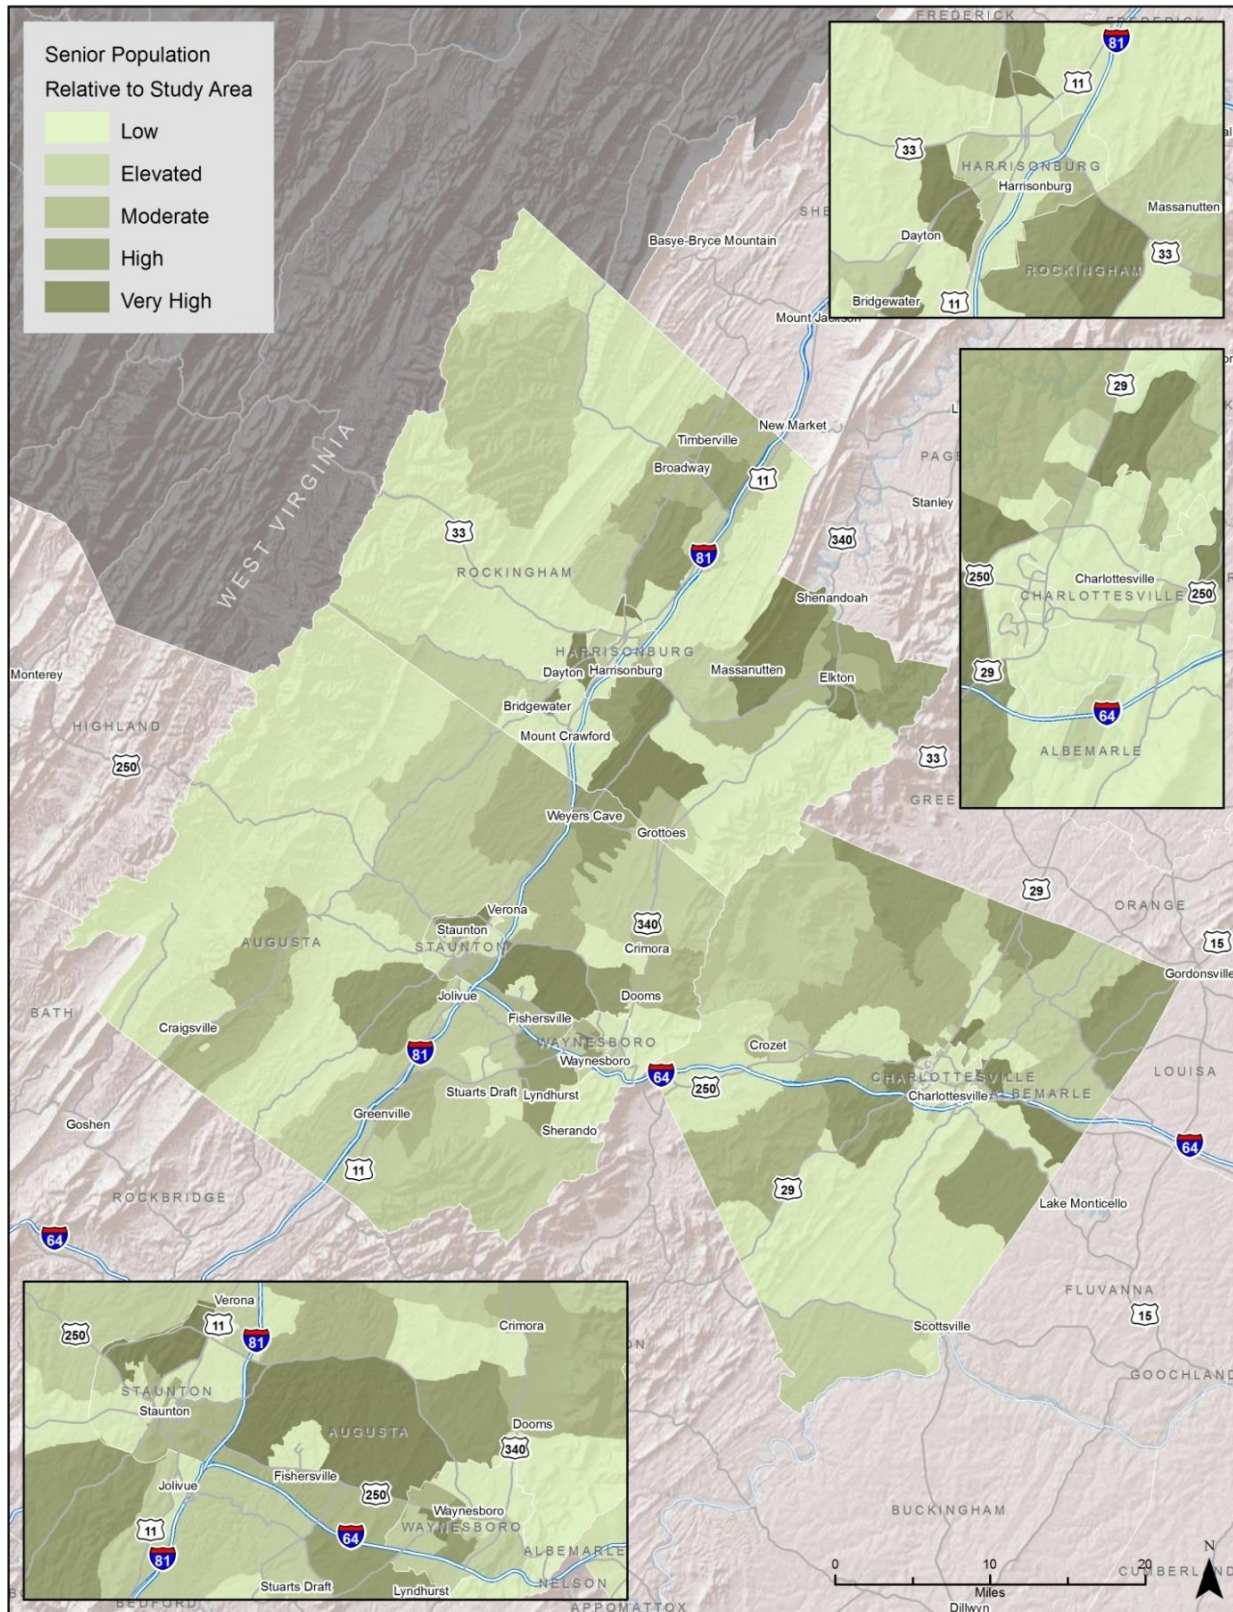 Senior Population
Relative to Study Area
Low
Elevated
Moderate
High
Very High
FREDERICK
FREDERICK
81
11
33
HARRISONBURG
Harrisonburg
Massanutten
Dayton
33
ROCKINGHAM
Bridgewater
11
Basye-Bryce Mountain
Mount Jackson
WEST VIRGINIA
New Market
Timberville
Broadway
11
Stanley
33
81
340
ROCKINGHAM
Shenandoah
HARRISONBURG
Dayton
Harrisonburg
Massanutten
Elkton
Monterey
Bridgewater
HIGHLAND
Mount Crawford
250
33
Weyers Cave
Grottoes
29
250
Charlottesville
CHARLOTTESVILLE
250
29
64
ALBEMARLE
29
ORANGE
Verona
Staunton
STAUNTON
340
15
AUGUSTA
Crimora
Gordonsville
Jolivue
Dooms
BATH
Fishersville
Craigsville
WAYNESBORO
Crozet
81
Waynesboro
64
250
CHARLOTTESVILLE
LOUISA
Stuarts Draft
Lyndhurst
Charlottesville
ALBEMARLE
Greenville
Goshen
Sherando
64
11
29
ROCKBRIDGE
Lake Monticello
64
FLUVANNA
15
Scottsville
GOOCHLAND
Verona
11
250
81
Crimora
STAUNTON
Staunton
AUGUSTA
Dooms
340
Fishersville
Jolivue
250
Waynesboro
11
64
WAYNESBORO
81
ALBEMARLE
Stuarts Draft
Lyndhurst
NELSON
BEDFORD
APPOMATTOX
BUCKINGHAM
N
0 10 20
Miles
CUMBERLAND
Dillwyn